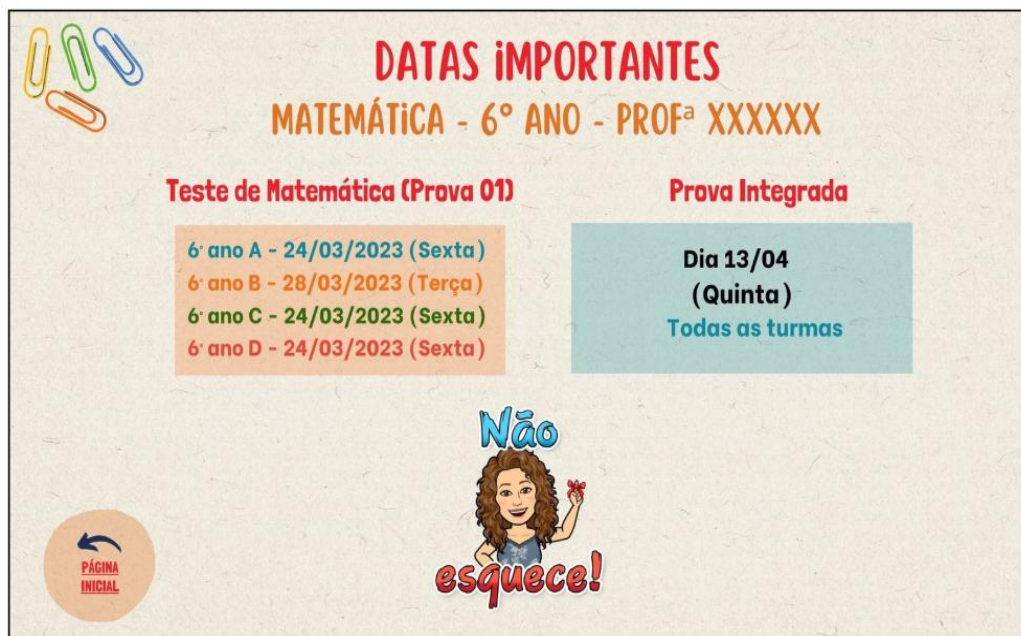 DATAS iMPORTANTES
MATEMÁTiCA - 6° ANO - PROFª XXXXXX
Teste de Matemática (Prova 01)
6° ano A - 24/03/2023 (Sexta)
6° ano B - 28/03/2023 (Terça)
6° ano C - 24/03/2023 (Sexta)
6° ano D - 24/03/2023 (Sexta)
Prova Integrada
Dia 13/04
(Quinta)
Todas as turmas
Não
esquece!
PÁGINA
INICIAL